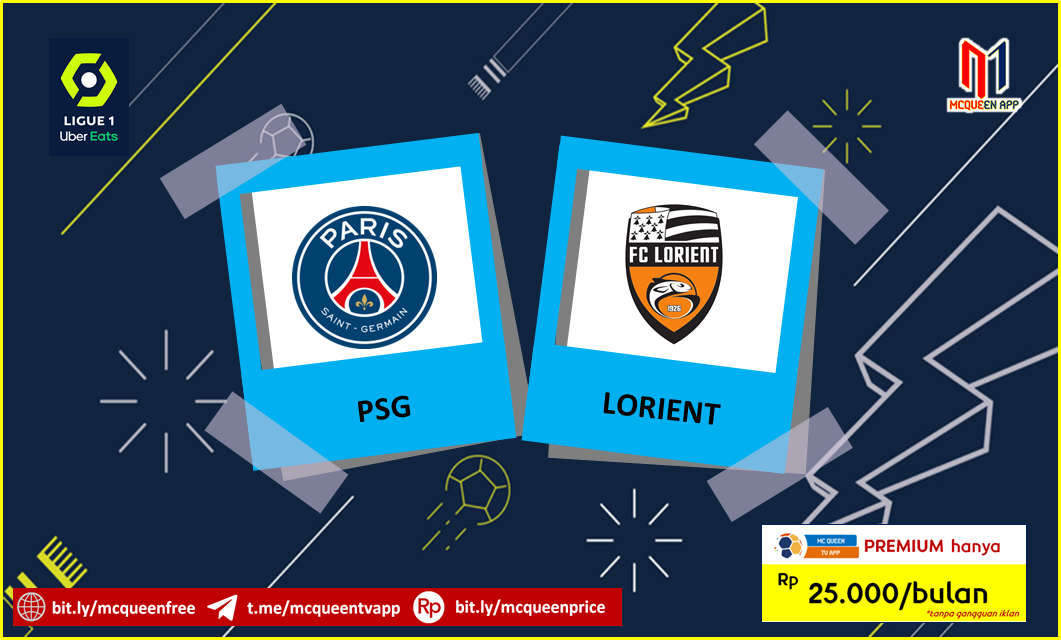 LIGUE 1
Uber Eats
MCQUEEN APP
PARIS
SAINT - GERMAIN
PSG
FC LORIENT
1926
LORIENT
MC QUEEN
TV APP
PREMIUM hanya
Rp 25.000/bulan
*tanpa gangguan iklan
bit.ly/mcqueenfree
t.me/mcqueentvapp
Rp
bit.ly/mcqueenprice